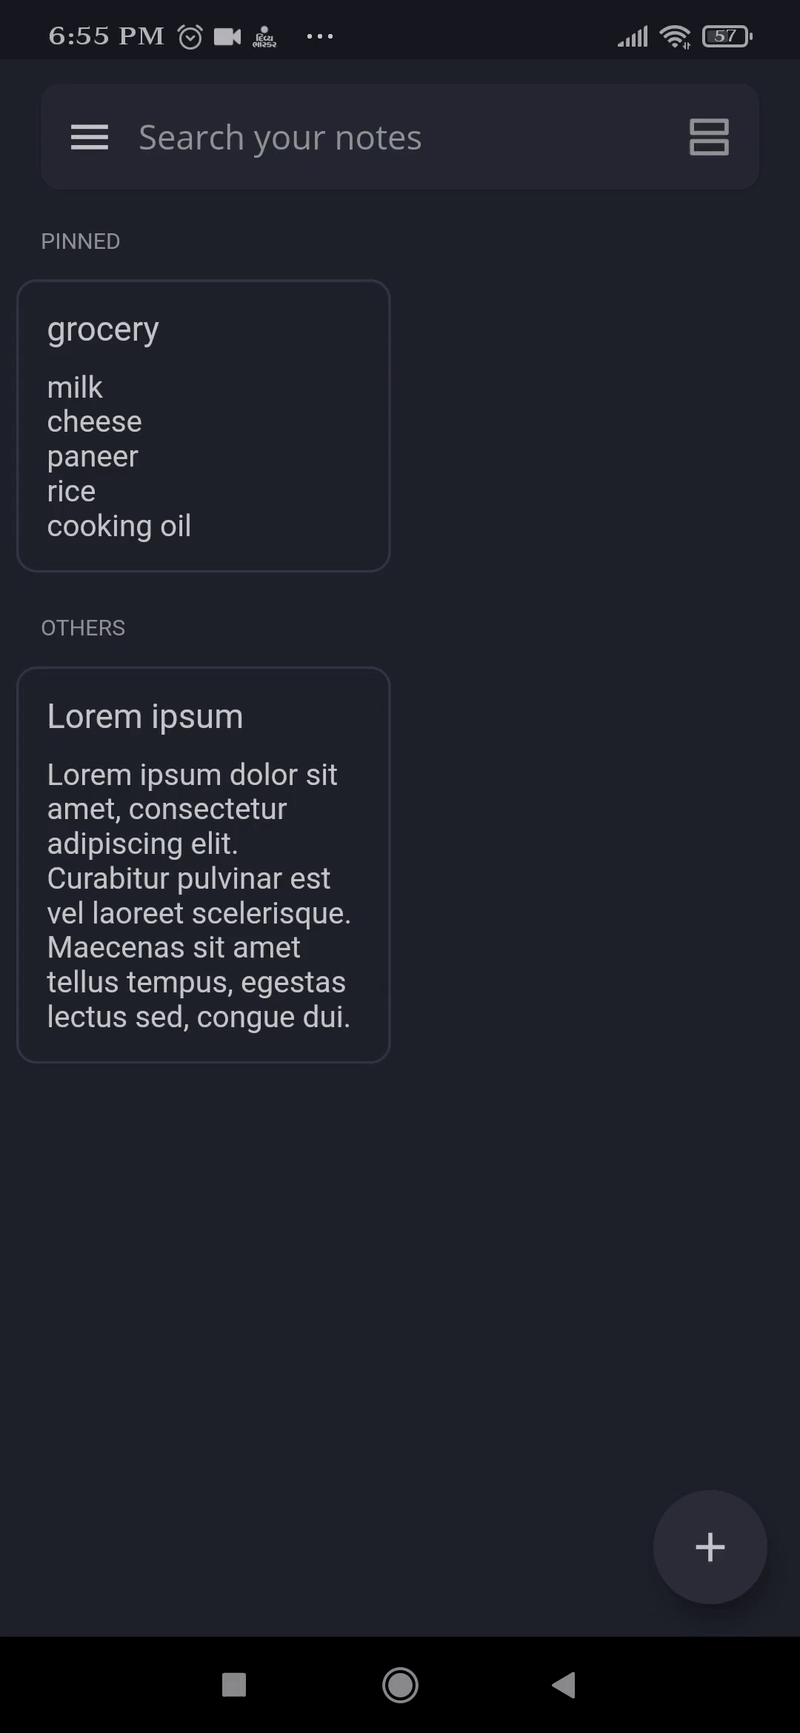 6:55 PM
દિવ્ય
ભાસ્કર
57
Search your notes
PINNED
grocery
milk
cheese
paneer
rice
cooking oil
OTHERS
Lorem ipsum
Lorem ipsum dolor sit
amet, consectetur
adipiscing elit.
Curabitur pulvinar est
vel laoreet scelerisque.
Maecenas sit amet
tellus tempus, egestas
lectus sed, congue dui.